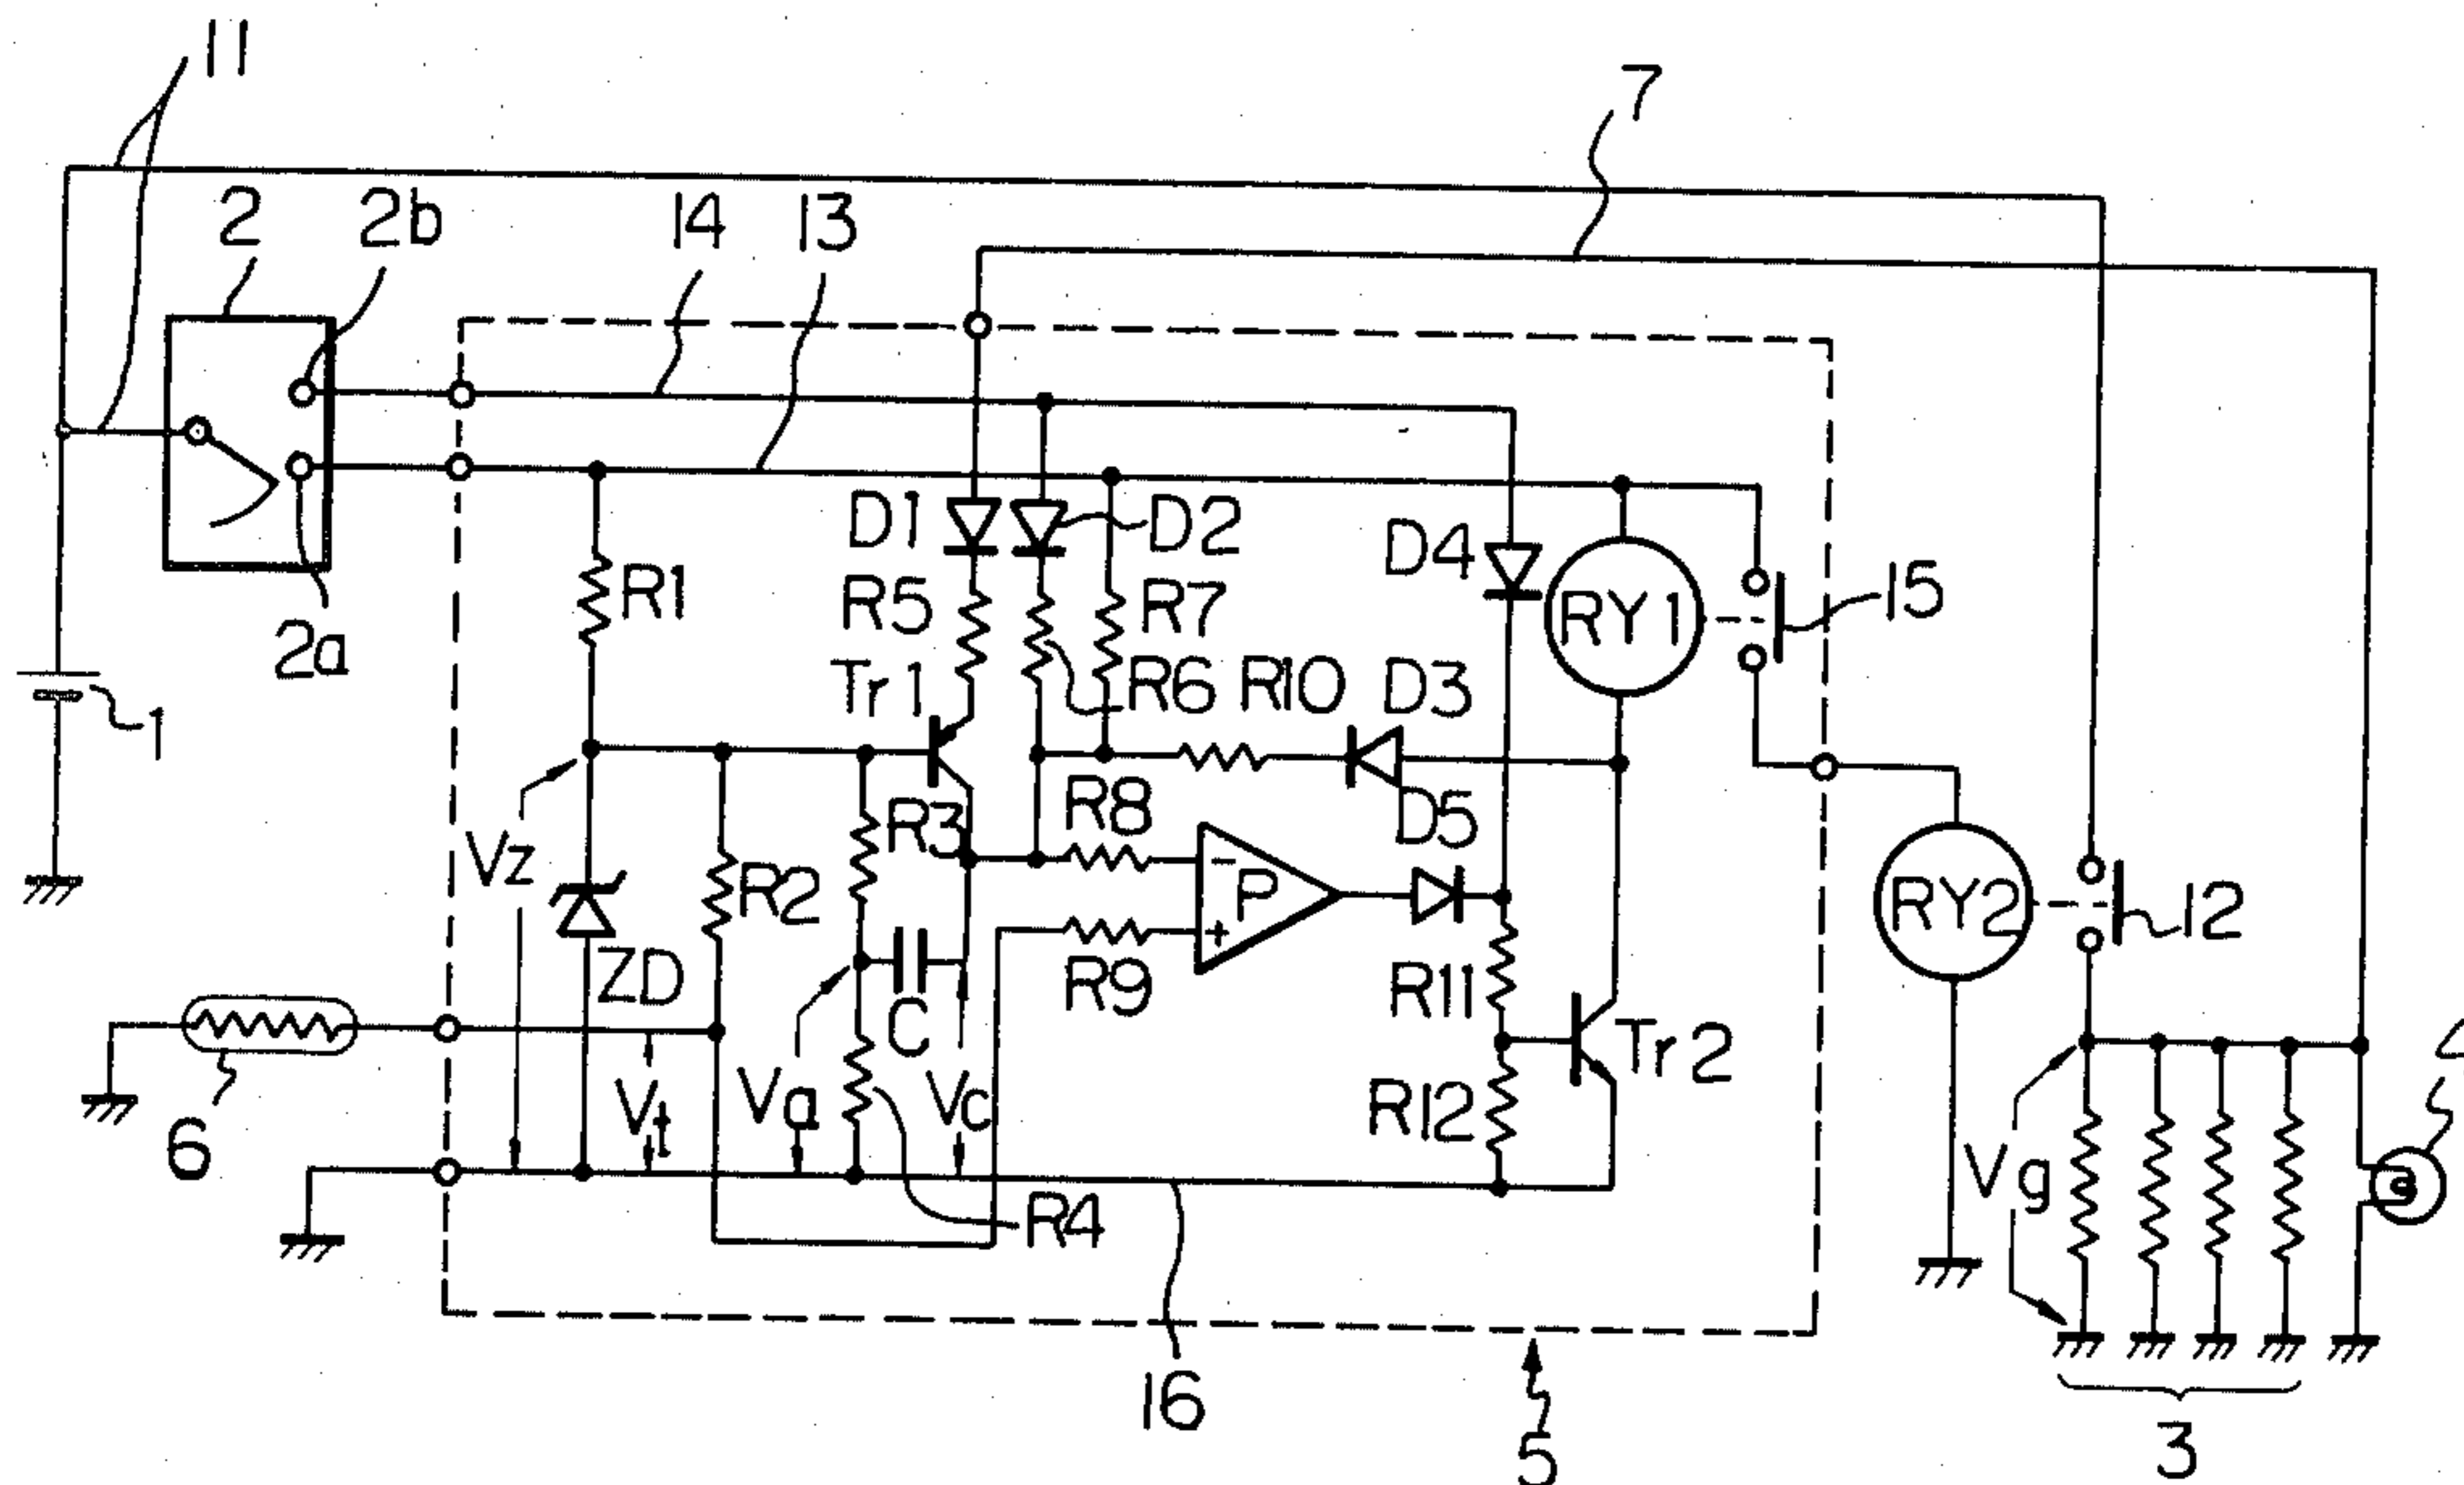 11
7
2
2b
14
13
D1
D2
D4
R1
R5
R7
RY1
15
2a
Tr1
R6
R10
D3
1
Vz
R3
R8
D5
R2
P
-
+
RY2
12
ZD
C
R9
R11
Tr2
6
Vt
Va
Vc
R12
4
R4
Vg
16
5
3